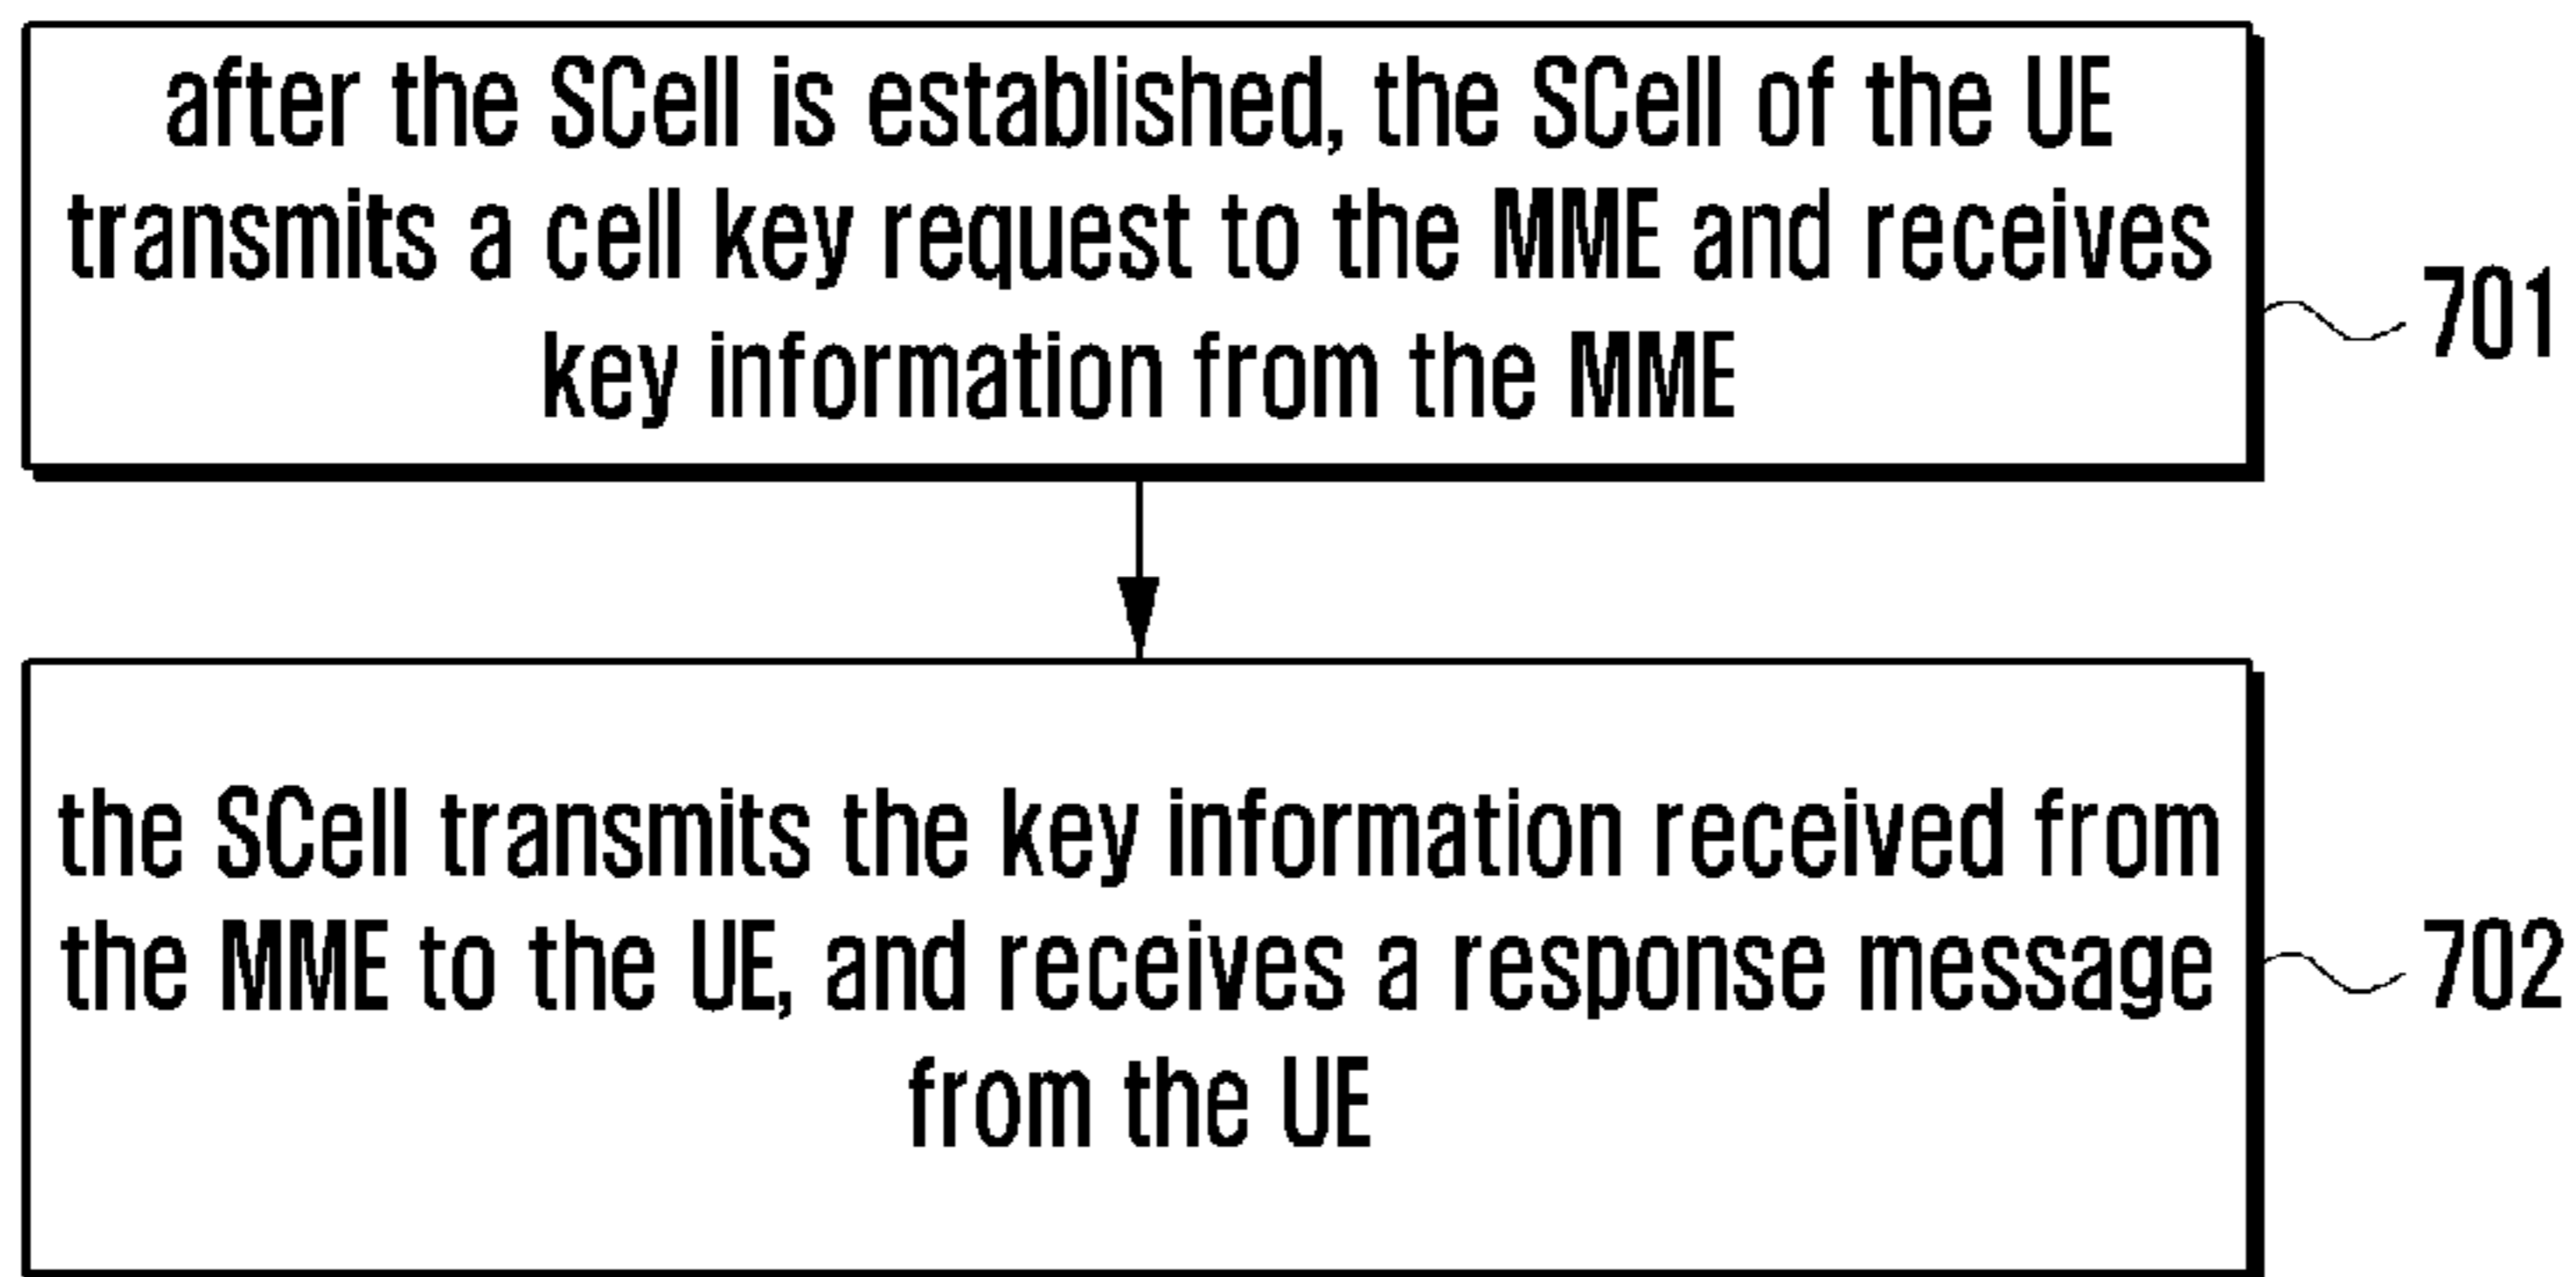 after the SCell is established, the SCell of the UE
transmits a cell key request to the MME and receives
key information from the MME
701
the SCell transmits the key information received from
the MME to the UE, and receives a response message
from the UE
702